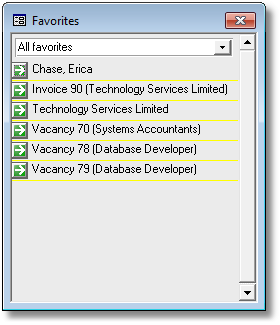 Favorites
All favorites
Chase, Erica
Invoice 90 (Technology Services Limited)
Technology Services Limited
Vacancy 70 (Systems Accountants)
Vacancy 78 (Database Developer)
Vacancy 79 (Database Developer)